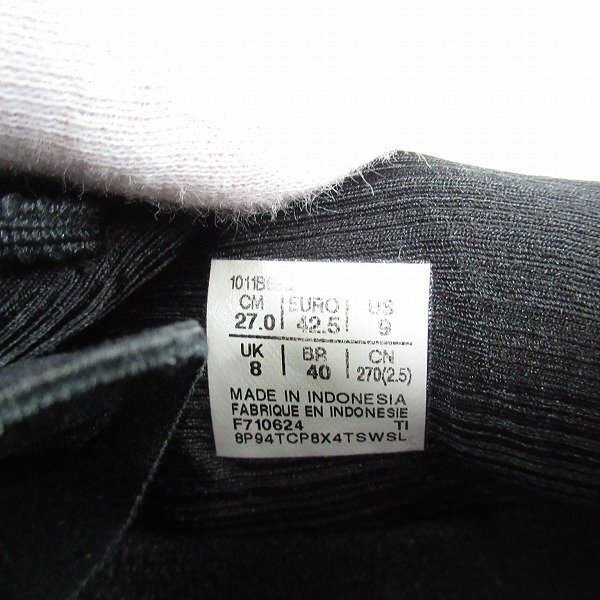 CM EURO US
27.0 42.5 9
UK BR CN
8 40 270(2.5)
MADE IN INDONESIA
FABRIQUE EN INDONESIE
F710624 TI
8P94TCP8X4TSWSL